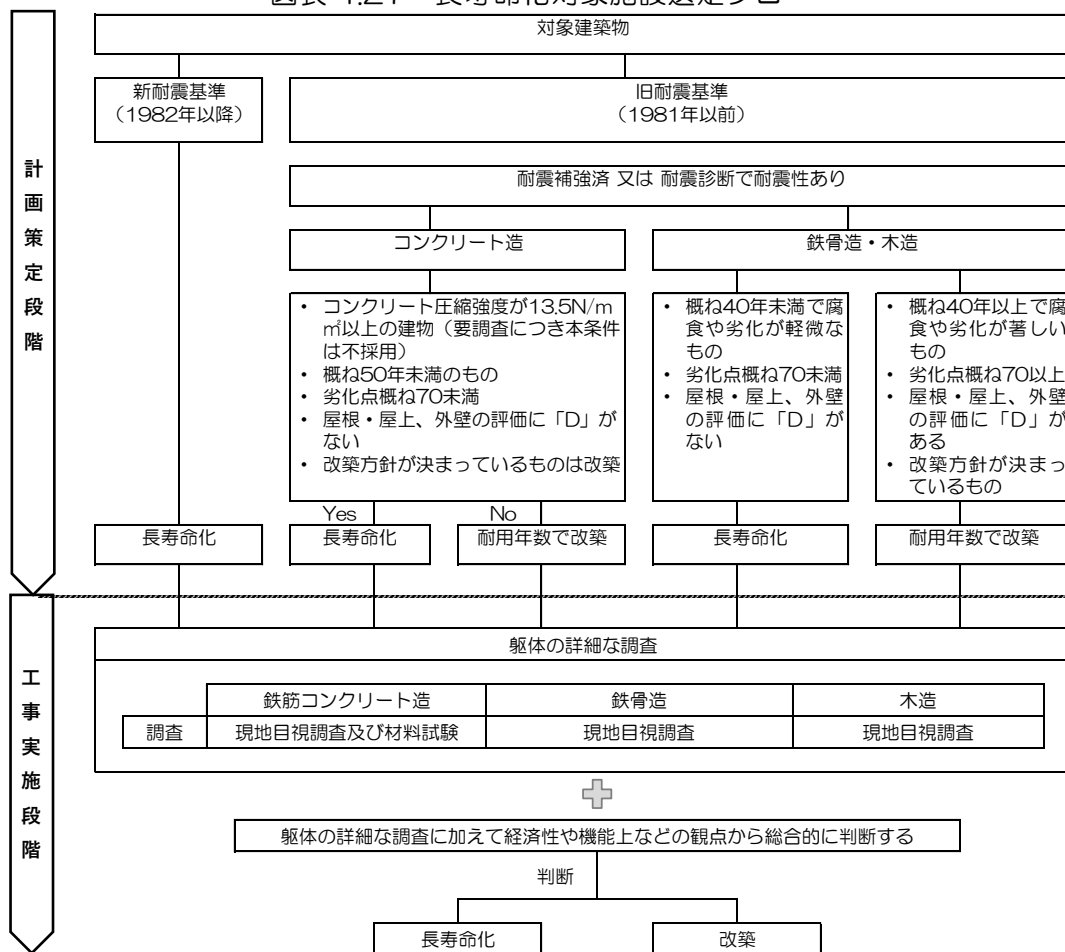 対象建築物
新耐震基準
（1982年以降）
旧耐震基準
（1981年以前）
計画策定段階
耐震補強済 又は 耐震診断で耐震性あり
コンクリート造
鉄骨造・木造
• コンクリート圧縮強度が13.5N/m
㎡以上の建物（要調査につき本条件
は不採用）
• 概ね50年未満のもの
• 劣化点概ね70未満
• 屋根・屋上、外壁の評価に「D」が
ない
• 改築方針が決まっているものは改築
• 概ね40年未満で腐
食や劣化が軽微な
もの
• 劣化点概ね70未満
• 屋根・屋上、外壁
の評価に「D」が
ない
• 概ね40年以上で腐
食や劣化が著しい
もの
• 劣化点概ね70以上
• 屋根・屋上、外壁
の評価に「D」が
ある
• 改築方針が決まっ
ているもの
Yes
No
長寿命化
長寿命化
耐用年数で改築
長寿命化
耐用年数で改築
工事実施段階
躯体の詳細な調査
鉄筋コンクリート造
鉄骨造
木造
調査
現地目視調査及び材料試験
現地目視調査
現地目視調査
躯体の詳細な調査に加えて経済性や機能上などの観点から総合的に判断する
判断
長寿命化
改築